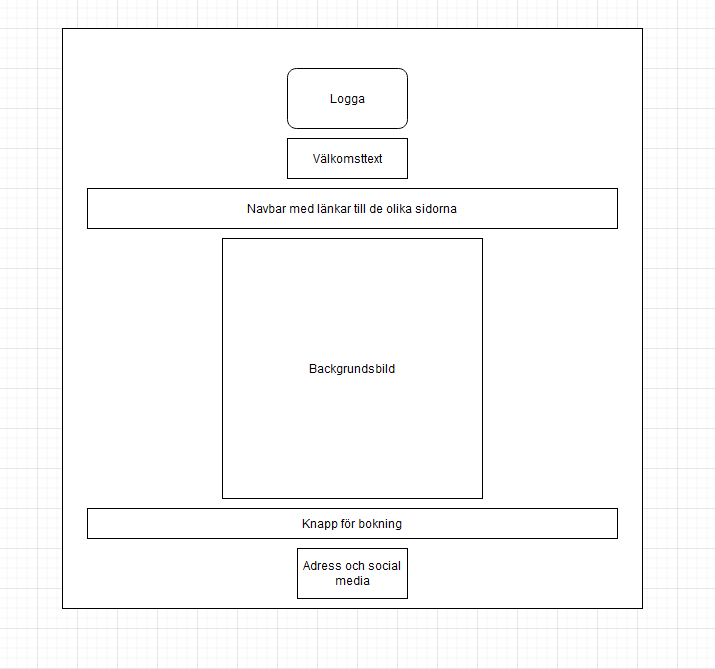 Logga
Välkomsttext
Navbar med länkar till de olika sidorna
Backgrundsbild
Knapp för bokning
Adress och social
media